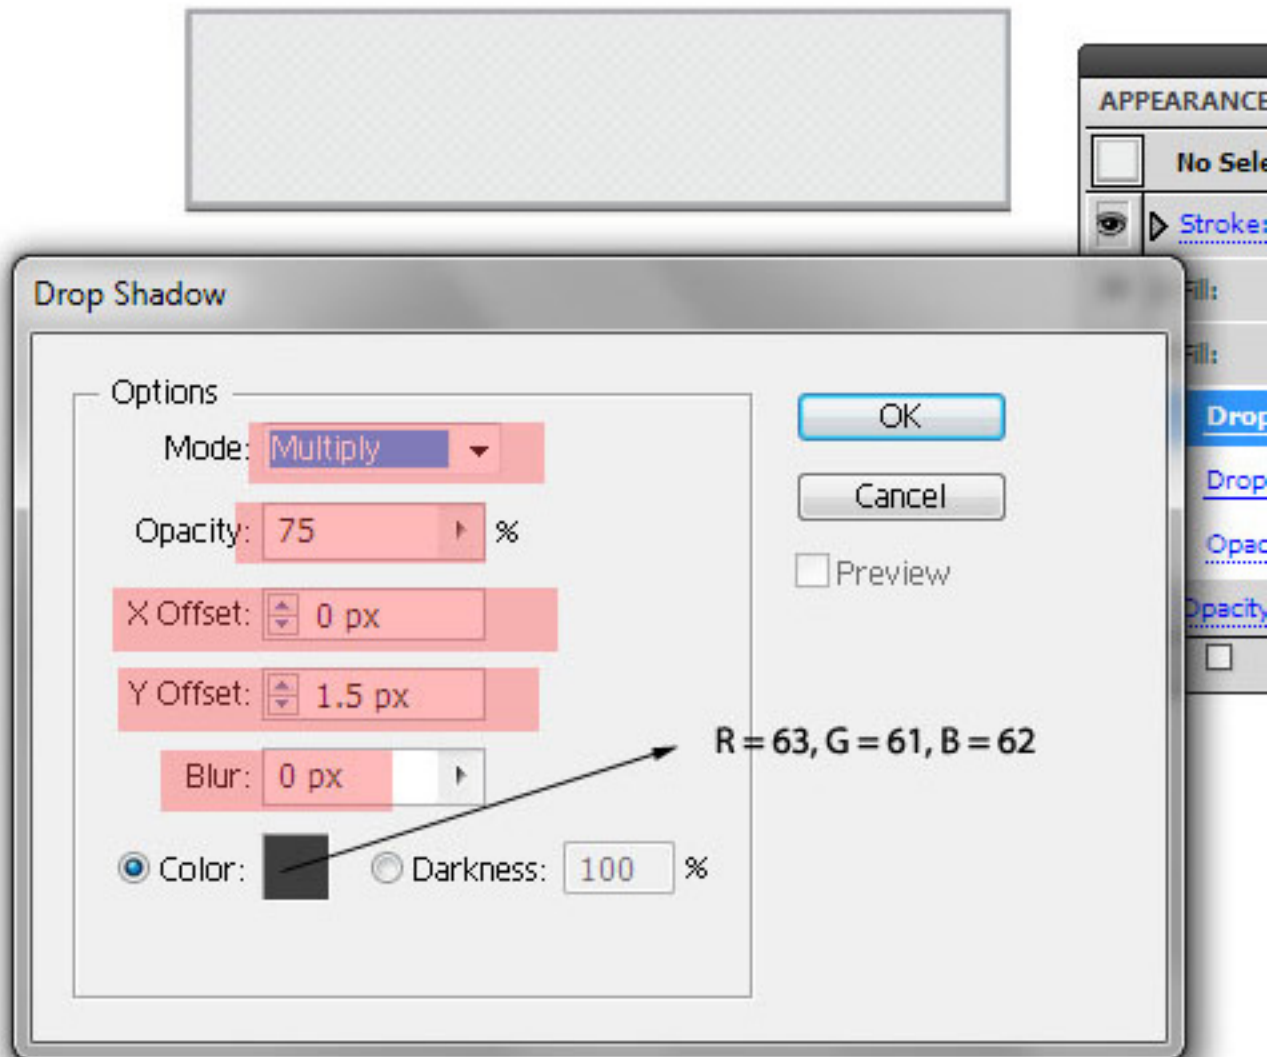 APPEARANCE
No Sele
Stroke:
Drop Shadow
Fill:
Fill:
Options
Mode: Multiply
OK
Drop
Opacity: 75 %
Cancel
Drop
Opac
Preview
X Offset: 0 px
Opacity
Y Offset: 1.5 px
R = 63, G = 61, B = 62
Blur: 0 px
Color:
Darkness: 100 %